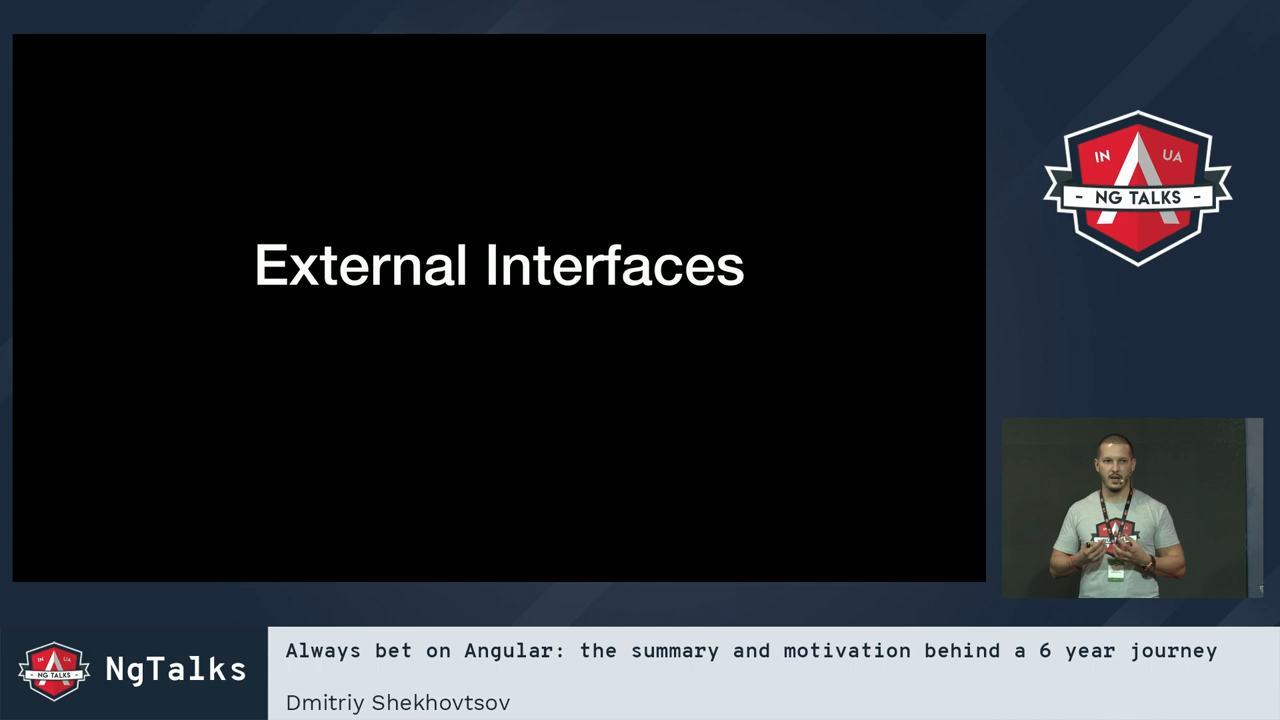 External Interfaces
IN UA
- NG TALKS -
IN UA
- NG TALKS -
NgTalks
Always bet on Angular: the summary and motivation behind a 6 year journey
Dmitriy Shekhovtsov